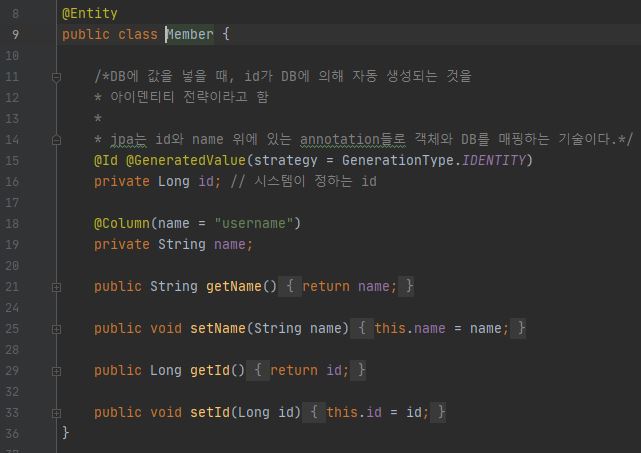 8 @Entity
9 public class Member {
10
11 /*DB에 값을 넣을 때, id가 DB에 의해 자동 생성되는 것을
12 * 아이덴티티 전략이라고 함
13 *
14 * jpa는 id와 name 위에 있는 annotation들로 객체와 DB를 매핑하는 기술이다.*/
15 @Id @GeneratedValue(strategy = GenerationType.IDENTITY)
16 private Long id; // 시스템이 정하는 id
17
18 @Column(name = "username")
19 private String name;
20
21 public String getName() { return name; }
24
25 public void setName(String name) { this.name = name; }
28
29 public Long getId() { return id; }
32
33 public void setId(Long id) { this.id = id; }
36 }